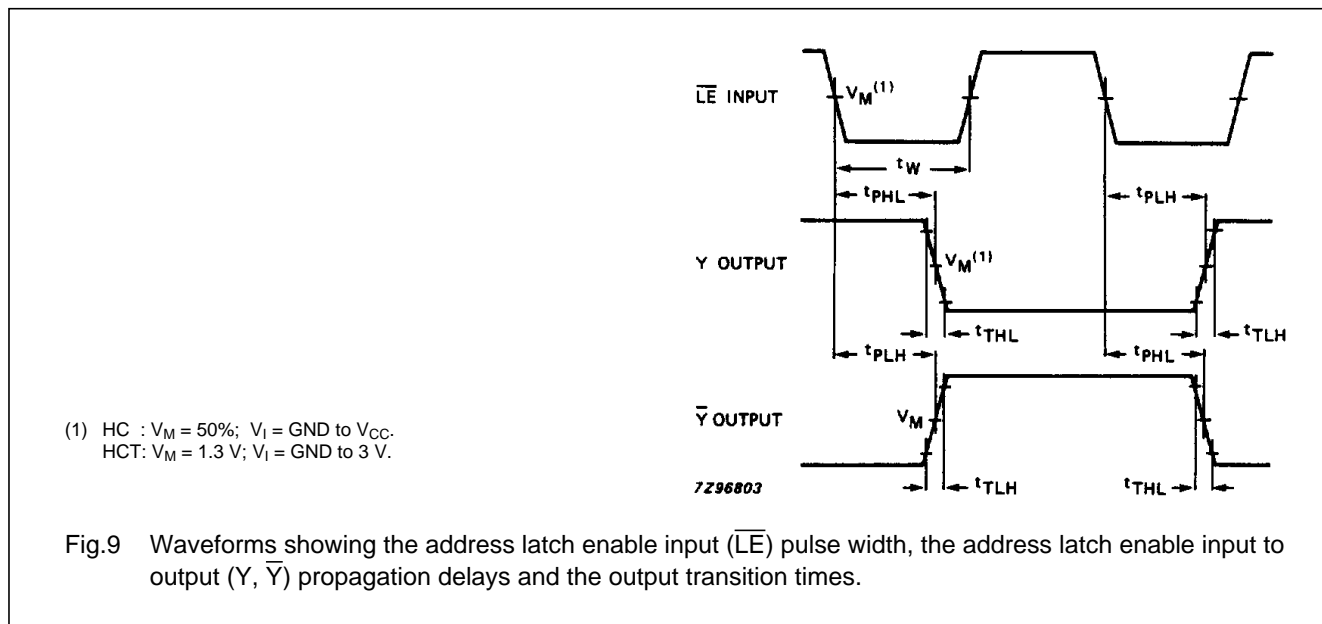 L̅E̅ INPUT
V_M(1)
t_W
t_PHL
t_PLH
Y OUTPUT
V_M(1)
t_THL
t_TLH
t_PLH
t_PHL
Y̅ OUTPUT
V_M
t_TLH
t_THL
7Z96803
(1) HC : V_M = 50%; V_I = GND to V_CC.
HCT: V_M = 1.3 V; V_I = GND to 3 V.
Fig.9 Waveforms showing the address latch enable input (L̅E̅) pulse width, the address latch enable input to
output (Y, Y̅) propagation delays and the output transition times.